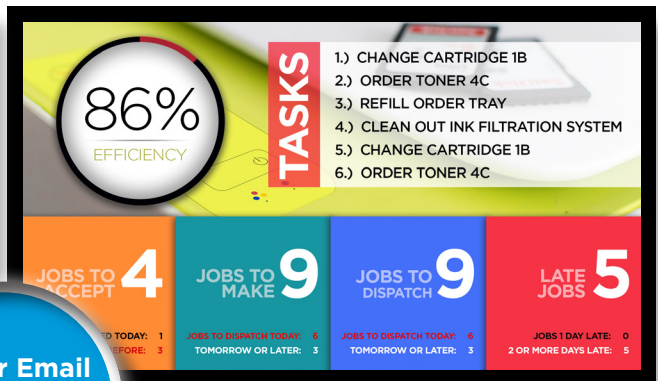 86%
EFFICIENCY
TASKS
1.) CHANGE CARTRIDGE 1B
2.) ORDER TONER 4C
3.) REFILL ORDER TRAY
4.) CLEAN OUT INK FILTRATION SYSTEM
5.) CHANGE CARTRIDGE 1B
6.) ORDER TONER 4C
JOBS TO
ACCEPT
4
TODAY: 1
3
JOBS TO
MAKE
9
JOBS TO DISPATCH TODAY: 6
TOMORROW OR LATER: 3
JOBS TO
DISPATCH
9
JOBS TO DISPATCH TODAY: 6
TOMORROW OR LATER: 3
LATE
JOBS
5
JOBS 1 DAY LATE: 0
2 OR MORE DAYS LATE: 5
Email